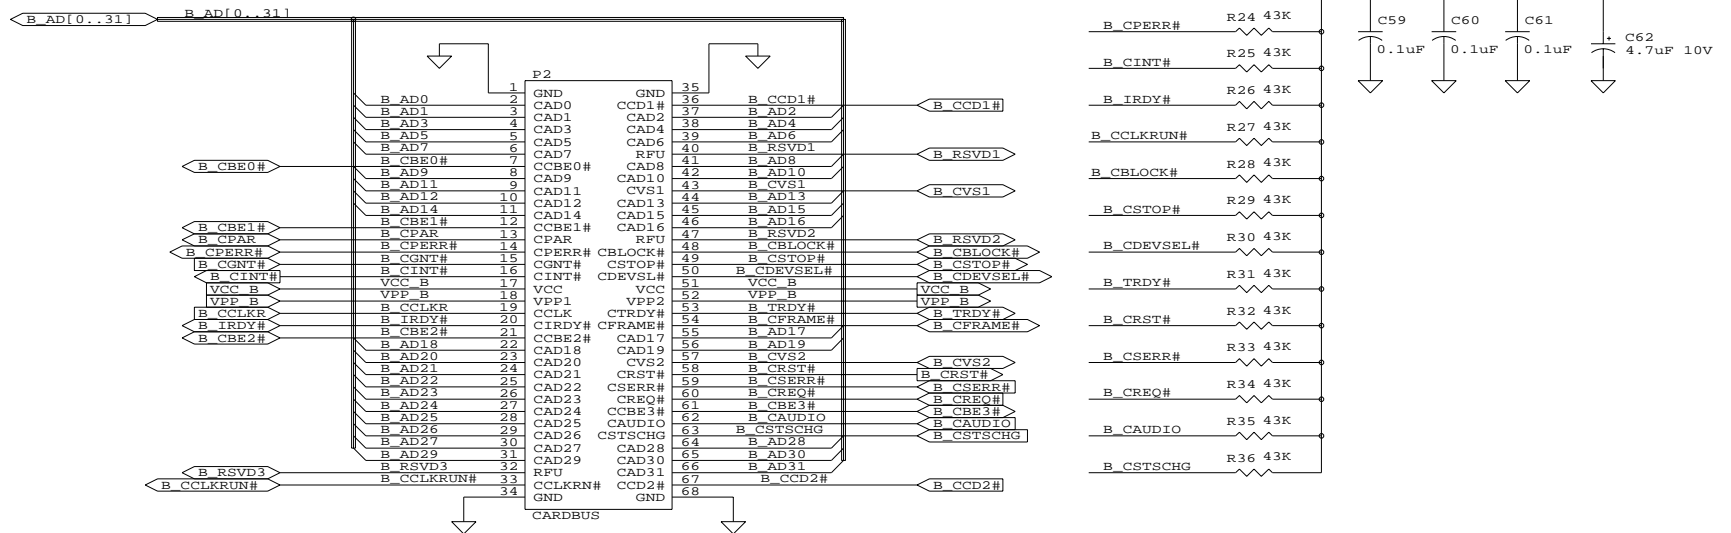 B_AD[0..31] B_AD[0..31]
P2
1 GND GND 35
B_AD0 2 CAD0 CCD1# 36 B_CCD1# B_CCD1#
B_AD1 3 CAD1 CAD2 37 B_AD2
B_AD3 4 CAD3 CAD4 38 B_AD4
B_AD5 5 CAD5 CAD6 39 B_AD6
B_AD7 6 CAD7 RFU 40 B_RSVD1 B_RSVD1
B_CBE0# B_CBE0# 7 CCBE0# CAD8 41 B_AD8
B_AD9 8 CAD9 CAD10 42 B_AD10
B_AD11 9 CAD11 CVS1 43 B_CVS1 B_CVS1
B_AD12 10 CAD12 CAD13 44 B_AD13
B_AD14 11 CAD14 CAD15 45 B_AD15
B_CBE1# B_CBE1# 12 CCBE1# CAD16 46 B_AD16
B_CPAR B_CPAR 13 CPAR RFU 47 B_RSVD2 B_RSVD2
B_CPERR# B_CPERR# 14 CPERR# CBLOCK# 48 B_CBLOCK# B_CBLOCK#
B_CGNT# B_CGNT# 15 CGNT# CSTOP# 49 B_CSTOP# B_CSTOP#
B_CINT# B_CINT# 16 CINT# CDEVSL# 50 B_CDEVSEL# B_CDEVSEL#
VCC_B VCC_B 17 VCC VCC 51 VCC_B VCC_B
VPP_B VPP_B 18 VPP1 VPP2 52 VPP_B VPP_B
B_CCLKR B_CCLKR 19 CCLK CTRDY# 53 B_TRDY# B_TRDY#
B_IRDY# B_IRDY# 20 CIRDY# CFRAME# 54 B_CFRAME# B_CFRAME#
B_CBE2# B_CBE2# 21 CCBE2# CAD17 55 B_AD17
B_AD18 22 CAD18 CAD19 56 B_AD19
B_AD20 23 CAD20 CVS2 57 B_CVS2 B_CVS2
B_AD21 24 CAD21 CRST# 58 B_CRST# B_CRST#
B_AD22 25 CAD22 CSERR# 59 B_CSERR# B_CSERR#
B_AD23 26 CAD23 CREQ# 60 B_CREQ# B_CREQ#
B_AD24 27 CAD24 CCBE3# 61 B_CBE3# B_CBE3#
B_AD25 28 CAD25 CAUDIO 62 B_CAUDIO B_CAUDIO
B_AD26 29 CAD26 CSTSCHG 63 B_CSTSCHG B_CSTSCHG
B_AD27 30 CAD27 CAD28 64 B_AD28
B_AD29 31 CAD29 CAD30 65 B_AD30
B_RSVD3 B_RSVD3 32 RFU CAD31 66 B_AD31
B_CCLKRUN# B_CCLKRUN# 33 CCLKRN# CCD2# 67 B_CCD2# B_CCD2#
34 GND GND 68
CARDBUS
B_CPERR# R24 43K
B_CINT# R25 43K
B_IRDY# R26 43K
B_CCLKRUN# R27 43K
B_CBLOCK# R28 43K
B_CSTOP# R29 43K
B_CDEVSEL# R30 43K
B_TRDY# R31 43K
B_CRST# R32 43K
B_CSERR# R33 43K
B_CREQ# R34 43K
B_CAUDIO R35 43K
B_CSTSCHG R36 43K
C59
0.1uF
C60
0.1uF
C61
0.1uF
+ C62
4.7uF 10V